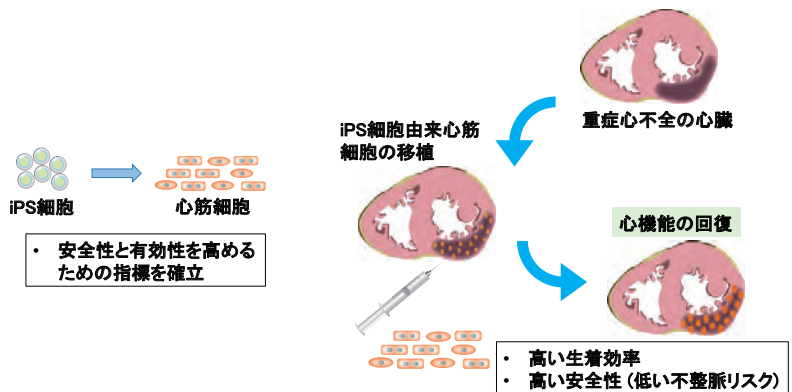 iPS細胞
心筋細胞
・ 安全性と有効性を高める
ための指標を確立
重症心不全の心臓
iPS細胞由来心筋
細胞の移植
心機能の回復
・ 高い生着効率
・ 高い安全性（低い不整脈リスク）